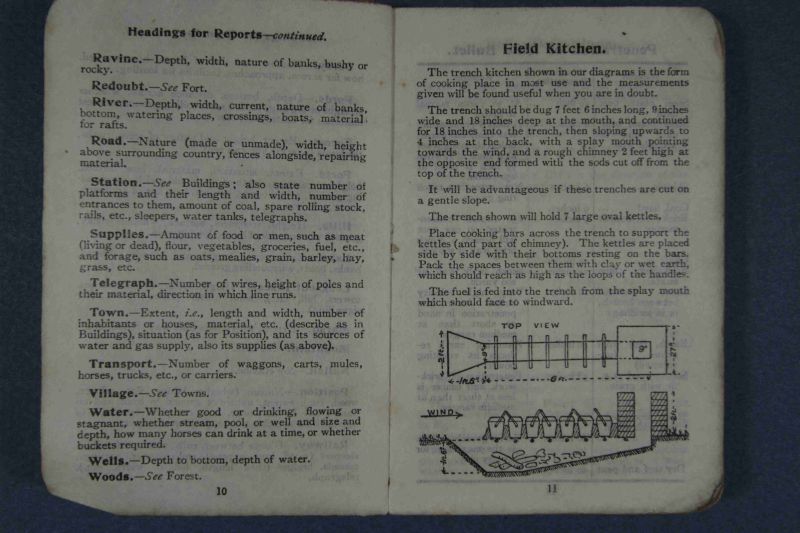 Headings for Reports—continued.
Ravine.—Depth, width, nature of banks, bushy or
rocky.
Redoubt.—See Fort.
River.—Depth, width, current, nature of banks,
bottom, watering places, crossings, boats, material
for rafts.
Road.—Nature (made or unmade), width, height
above surrounding country, fences alongside, repairing
material.
Station.—See Buildings; also state number of
platforms and their length and width, number of
entrances to them, amount of coal, spare rolling stock,
rails, etc., sleepers, water tanks, telegraphs.
Supplies.—Amount of food or men, such as meat
(living or dead), flour, vegetables, groceries, fuel, etc.,
and forage, such as oats, mealies, grain, barley, hay,
grass, etc.
Telegraph.—Number of wires, height of poles and
their material, direction in which line runs.
Town.—Extent, i.e., length and width, number of
inhabitants or houses, material, etc. (describe as in
Buildings), situation (as for Position), and its sources of
water and gas supply, also its supplies (as above).
Transport.—Number of waggons, carts, mules,
horses, trucks, etc., or carriers.
Village.—See Towns.
Water.—Whether good or drinking, flowing or
stagnant, whether stream, pool, or well and size and
depth, how many horses can drink at a time, or whether
buckets required.
Wells.—Depth to bottom, depth of water.
Woods.—See Forest.
10
Field Kitchen.
The trench kitchen shown in our diagrams is the form
of cooking place in most use and the measurements
given will be found useful when you are in doubt.
The trench should be dug 7 feet 6 inches long, 9 inches
wide and 18 inches deep at the mouth, and continued
for 18 inches into the trench, then sloping upwards to
4 inches at the back, with a splay mouth pointing
towards the wind, and a rough chimney 2 feet high at
the opposite end formed with the sods cut off from the
top of the trench.
It will be advantageous if these trenches are cut on
a gentle slope.
The trench shown will hold 7 large oval kettles.
Place cooking bars across the trench to support the
kettles (and part of chimney). The kettles are placed
side by side with their bottoms resting on the bars.
Pack the spaces between them with clay or wet earth,
which should reach as high as the loops of the handles.
The fuel is fed into the trench from the splay mouth
which should face to windward.
TOP VIEW
2 ft
9"
9"
27"
1ft 6"
6 ft.
WIND
2 ft.
1ft 6"
11